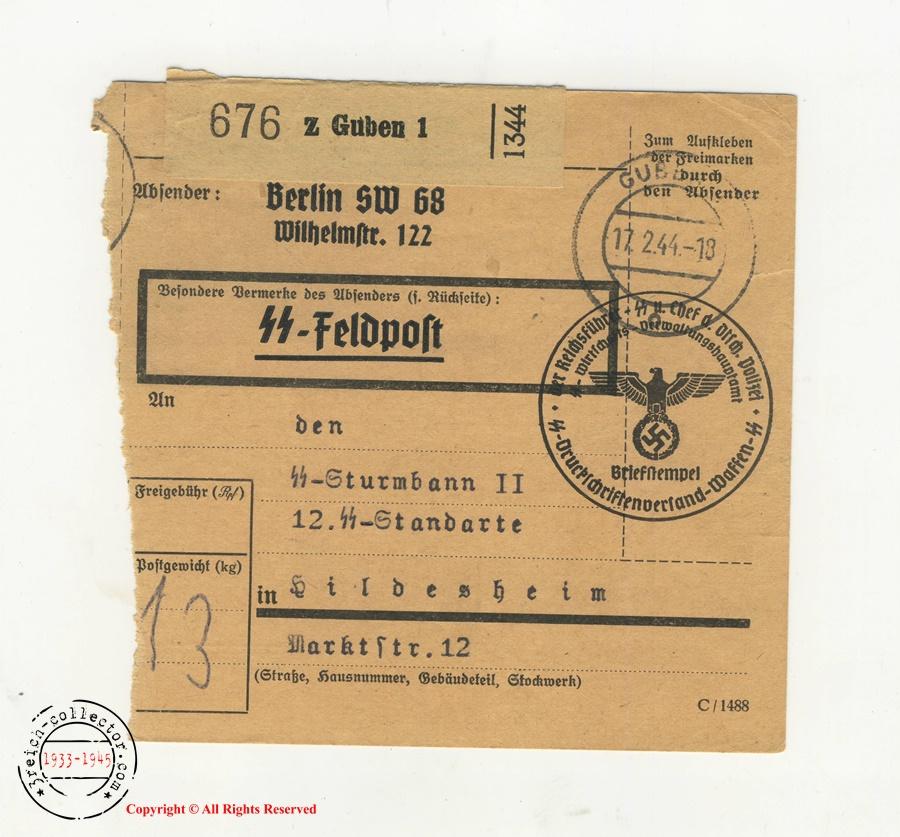 676 z Guben 1
1344
Zum Aufkleben
der Freimarken
durch
den Absender
Absender:
Berlin SW 68
Wilhelmstr. 122
GUBEN
17.2.44.-18
Besondere Vermerke des Absenders (s. Rückseite):
SS-Feldpost
Der Reichsführer-SS u. Chef d. Dtsch. Polizei
SS-Wirtschafts-Verwaltungshauptamt
Briefstempel
SS-Druckschriftenversand-Waffen-SS
An
den
SS-Sturmbann II
12.SS-Standarte
Freigebühr (Rpf)
Postgewicht (kg)
13
in Hildesheim
Marktstr.12
(Straße, Hausnummer, Gebäudeteil, Stockwerk)
C/1488
3reich-collector.com
1933-1945
Copyright © All Rights Reserved